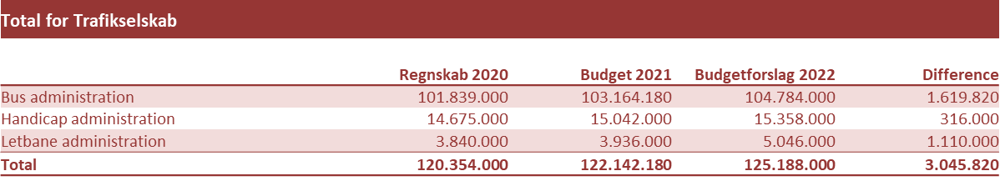 Total for Trafikselskab
Regnskab 2020 Budget 2021 Budgetforslag 2022 Difference
Bus administration 101.839.000 103.164.180 104.784.000 1.619.820
Handicap administration 14.675.000 15.042.000 15.358.000 316.000
Letbane administration 3.840.000 3.936.000 5.046.000 1.110.000
Total 120.354.000 122.142.180 125.188.000 3.045.820